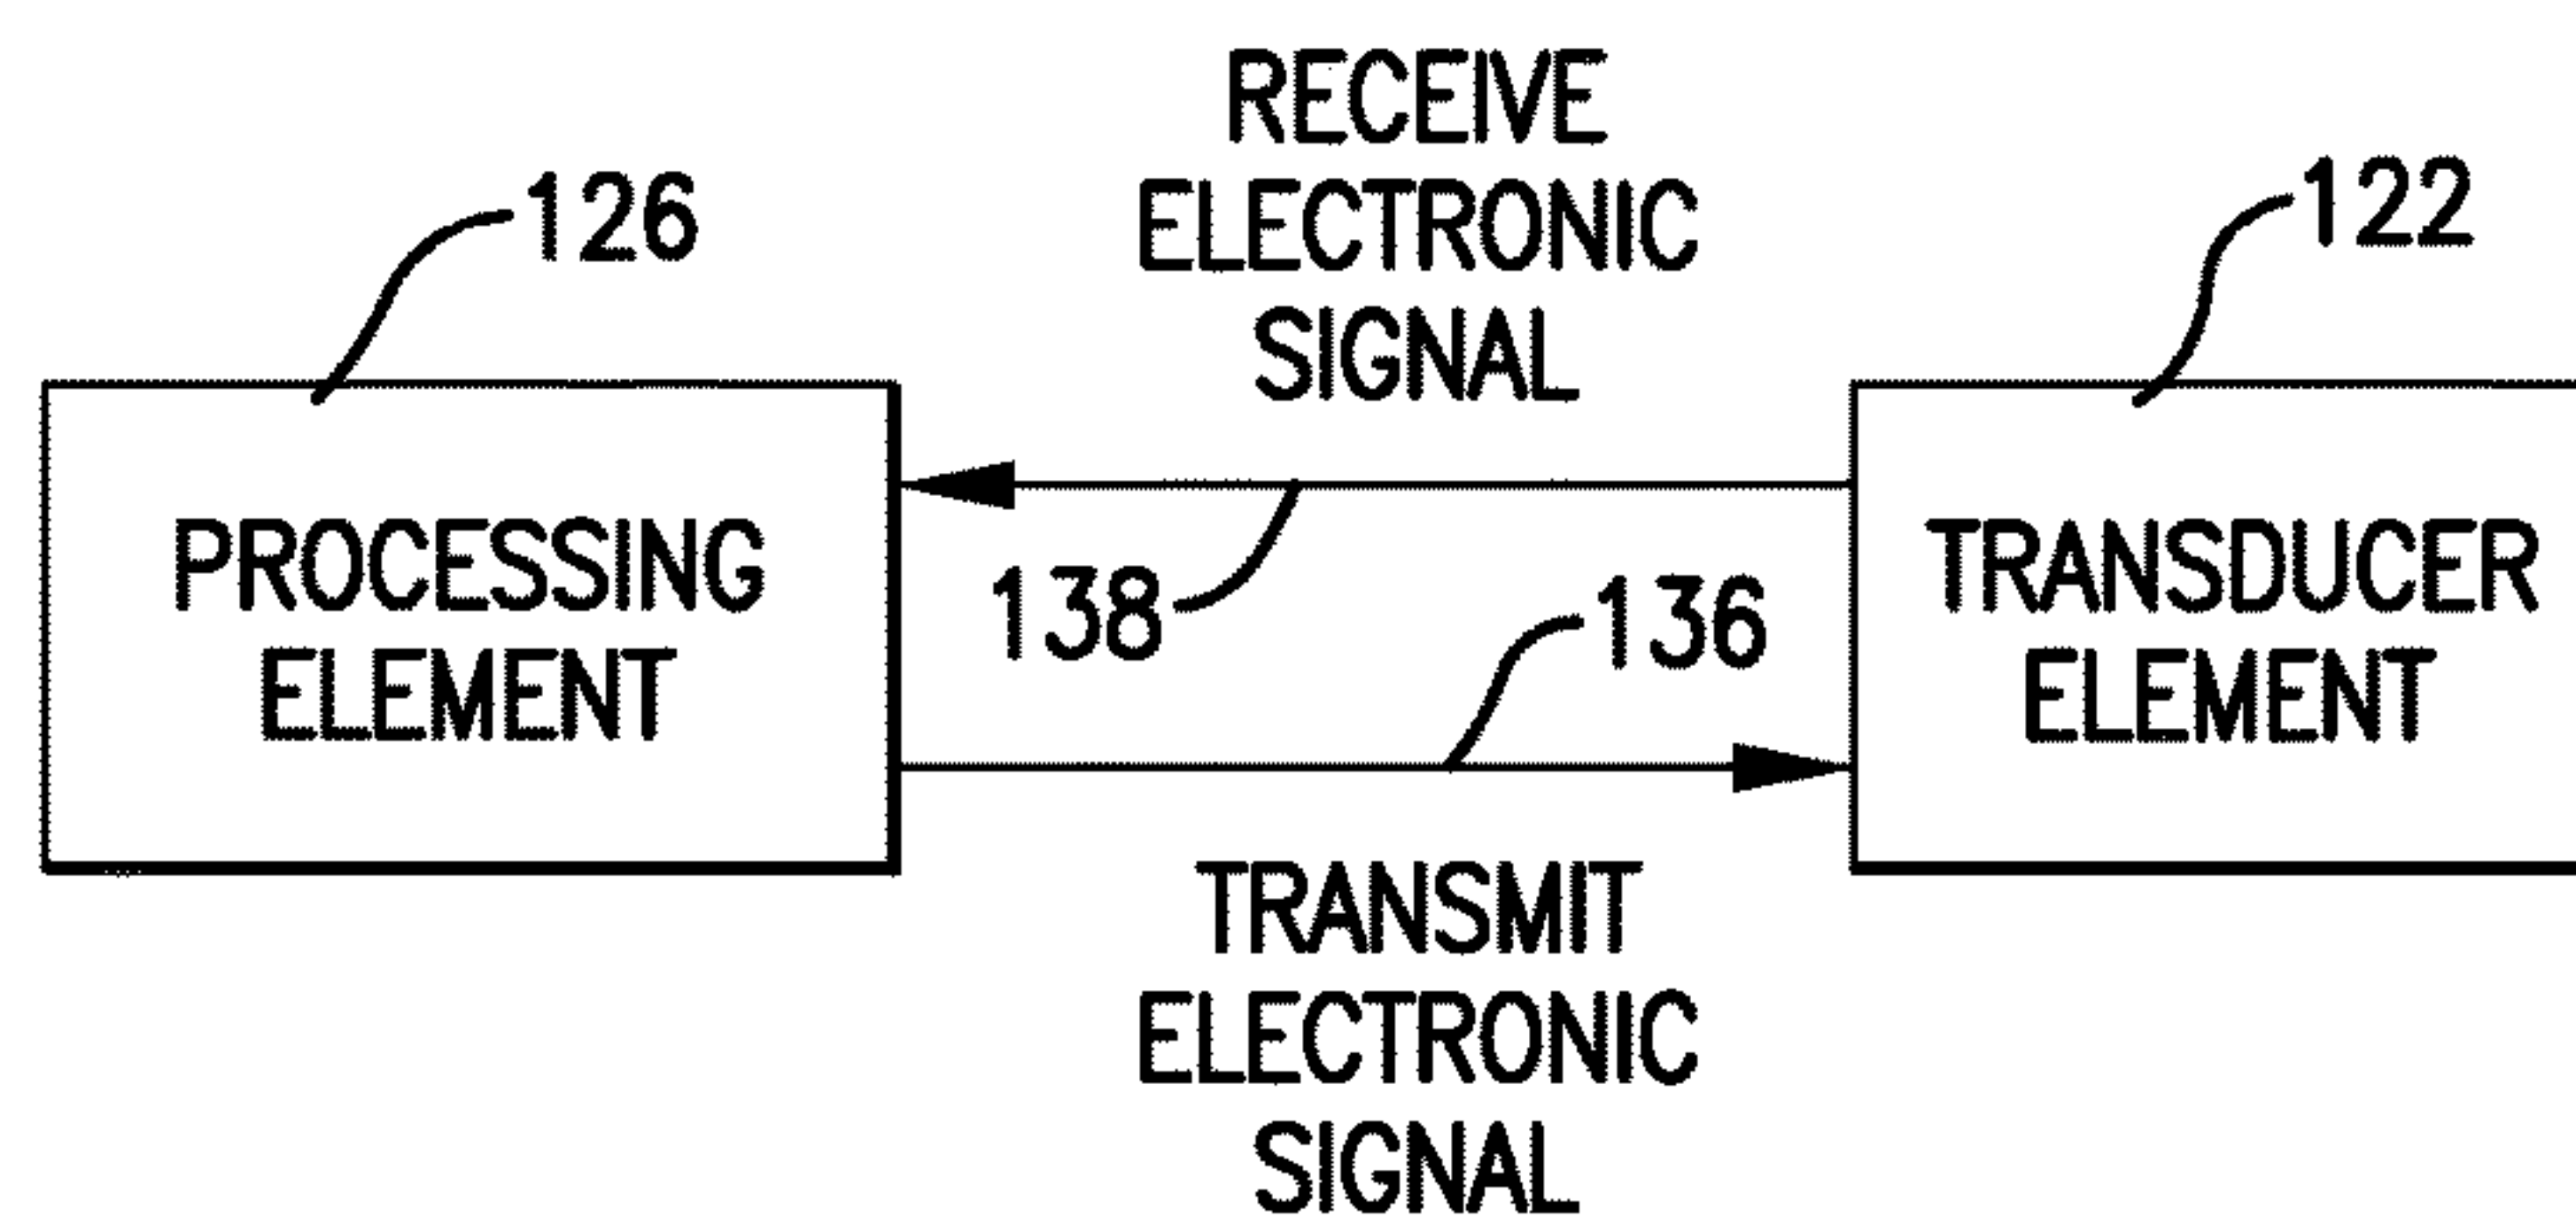 RECEIVE
ELECTRONIC
SIGNAL
126
122
PROCESSING
ELEMENT
138
136
TRANSDUCER
ELEMENT
TRANSMIT
ELECTRONIC
SIGNAL